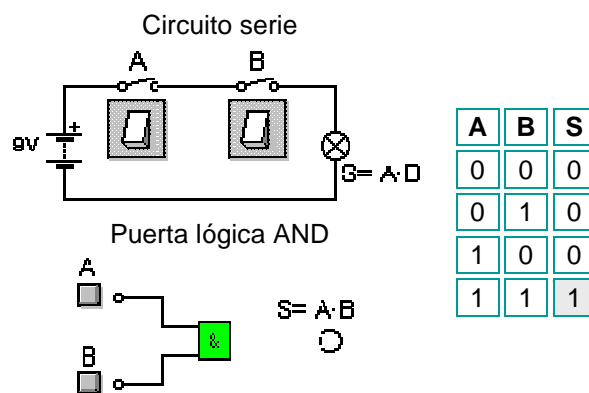 Circuito serie
A B
+
9V
G= A·D
Puerta lógica AND
A
&
S= A·B
B
A B S
0 0 0
0 1 0
1 0 0
1 1 1